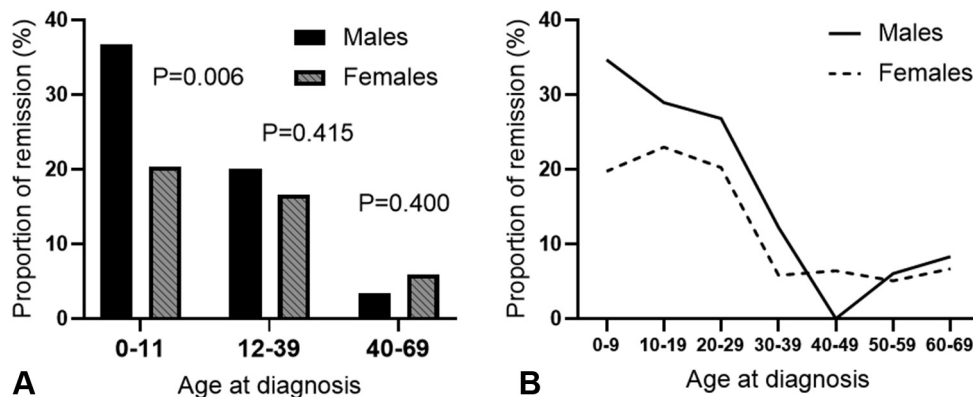 Proportion of remission (%)
40
30
20
10
0
Males
Females
P=0.006
P=0.415
P=0.400
0-11 12-39 40-69
Age at diagnosis
A
Proportion of remission (%)
40
30
20
10
0
Males
Females
0-9 10-19 20-29 30-39 40-49 50-59 60-69
Age at diagnosis
B